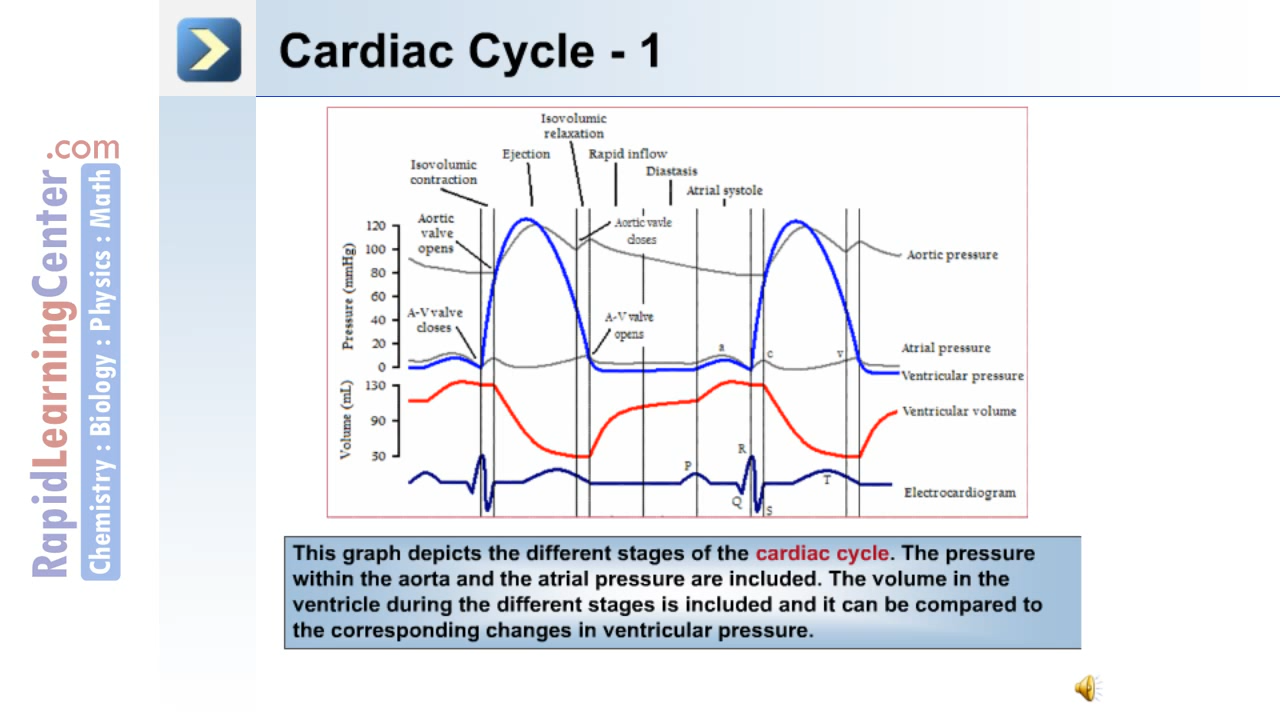 Cardiac Cycle - 1
RapidLearningCenter.com
Chemistry : Biology : Physics : Math
Isovolumic
relaxation
Ejection
Rapid inflow
Isovolumic
contraction
Diastasis
Atrial systole
Aortic
valve
opens
Aortic vavle
closes
120
100
80
60
40
20
0
Pressure (mmHg)
Aortic pressure
A-V valve
closes
A-V valve
opens
a
c
v
Atrial pressure
Ventricular pressure
130
90
50
Volume (mL)
Ventricular volume
P
R
Q
S
T
Electrocardiogram
This graph depicts the different stages of the cardiac cycle. The pressure
within the aorta and the atrial pressure are included. The volume in the
ventricle during the different stages is included and it can be compared to
the corresponding changes in ventricular pressure.